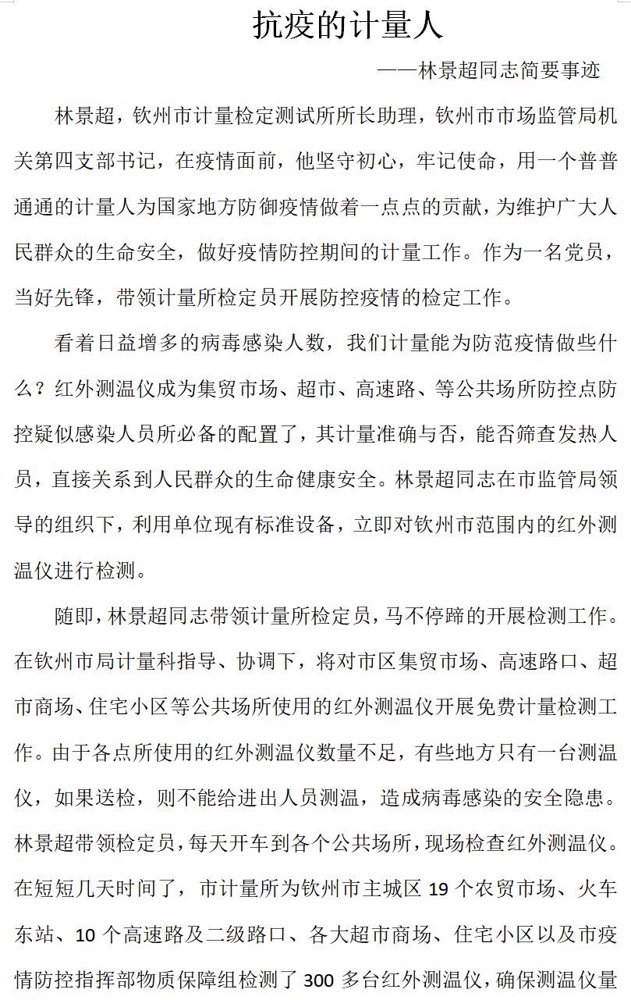 抗疫的计量人
——林景超同志简要事迹
林景超，钦州市计量检定测试所所长助理，钦州市市场监管局机
关第四支部书记，在疫情面前，他坚守初心，牢记使命，用一个普普
通通的计量人为国家地方防御疫情做着一点点的贡献，为维护广大人
民群众的生命安全，做好疫情防控期间的计量工作。作为一名党员，
当好先锋，带领计量所检定员开展防控疫情的检定工作。
看着日益增多的病毒感染人数，我们计量能为防范疫情做些什
么？红外测温仪成为集贸市场、超市、高速路、等公共场所防控点防
控疑似感染人员所必备的配置了，其计量准确与否，能否筛查发热人
员，直接关系到人民群众的生命健康安全。林景超同志在市监管局领
导的组织下，利用单位现有标准设备，立即对钦州市范围内的红外测
温仪进行检测。
随即，林景超同志带领计量所检定员，马不停蹄的开展检测工作。
在钦州市局计量科指导、协调下，将对市区集贸市场、高速路口、超
市商场、住宅小区等公共场所使用的红外测温仪开展免费计量检测工
作。由于各点所使用的红外测温仪数量不足，有些地方只有一台测温
仪，如果送检，则不能给进出人员测温，造成病毒感染的安全隐患。
林景超带领检定员，每天开车到各个公共场所，现场检查红外测温仪。
在短短几天时间了，市计量所为钦州市主城区 19 个农贸市场、火车
东站、10 个高速路及二级路口、各大超市商场、住宅小区以及市疫
情防控指挥部物质保障组检测了 300 多台红外测温仪，确保测温仪量